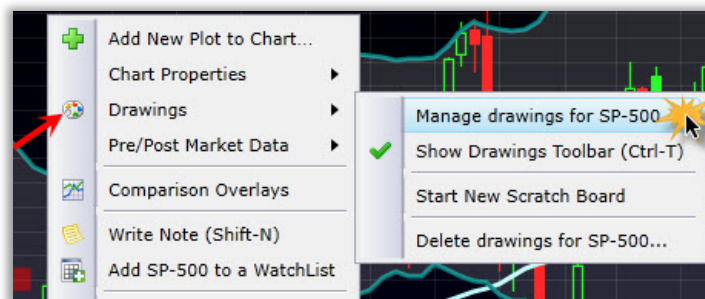 Add New Plot to Chart...
Chart Properties
Drawings
Pre/Post Market Data
Comparison Overlays
Write Note (Shift-N)
Add SP-500 to a WatchList
Manage drawings for SP-500
Show Drawings Toolbar (Ctrl-T)
Start New Scratch Board
Delete drawings for SP-500...